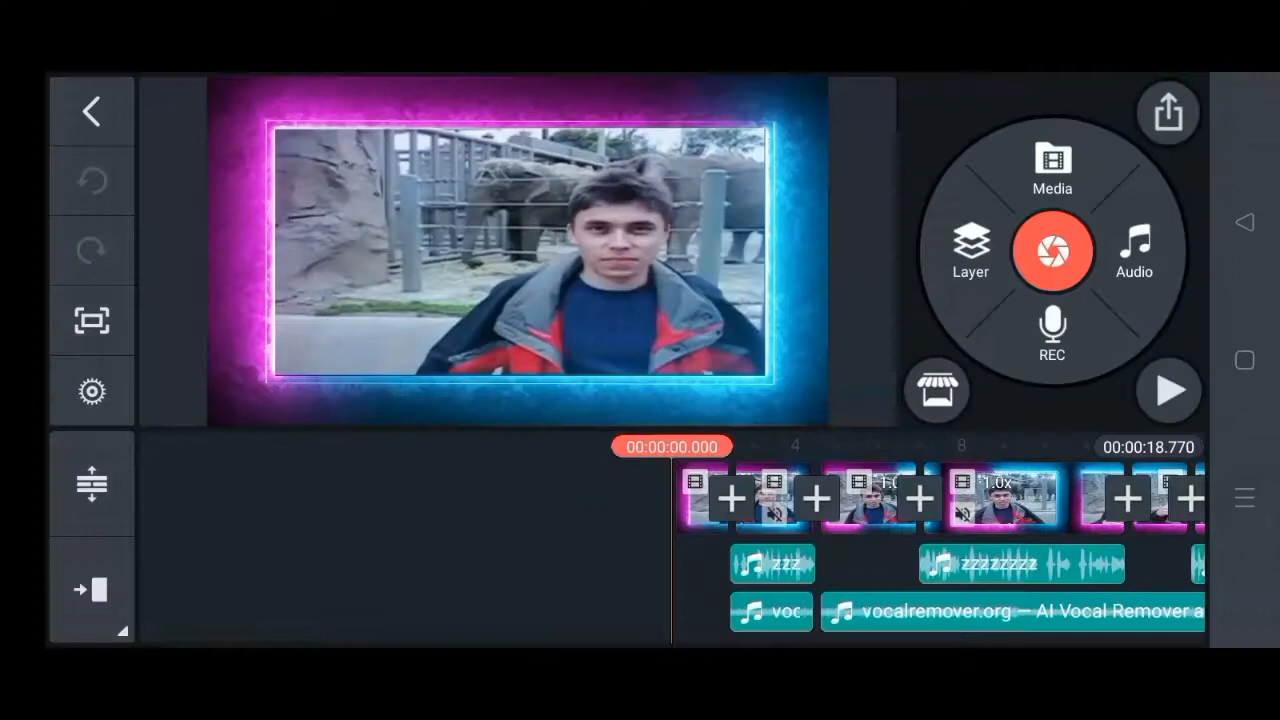 Media
Layer
Audio
REC
00:00:00.000
4
8
00:00:18.770
1.0x
zzz
zzzzzzzz
voc
vocalremover.org — AI Vocal Remover a